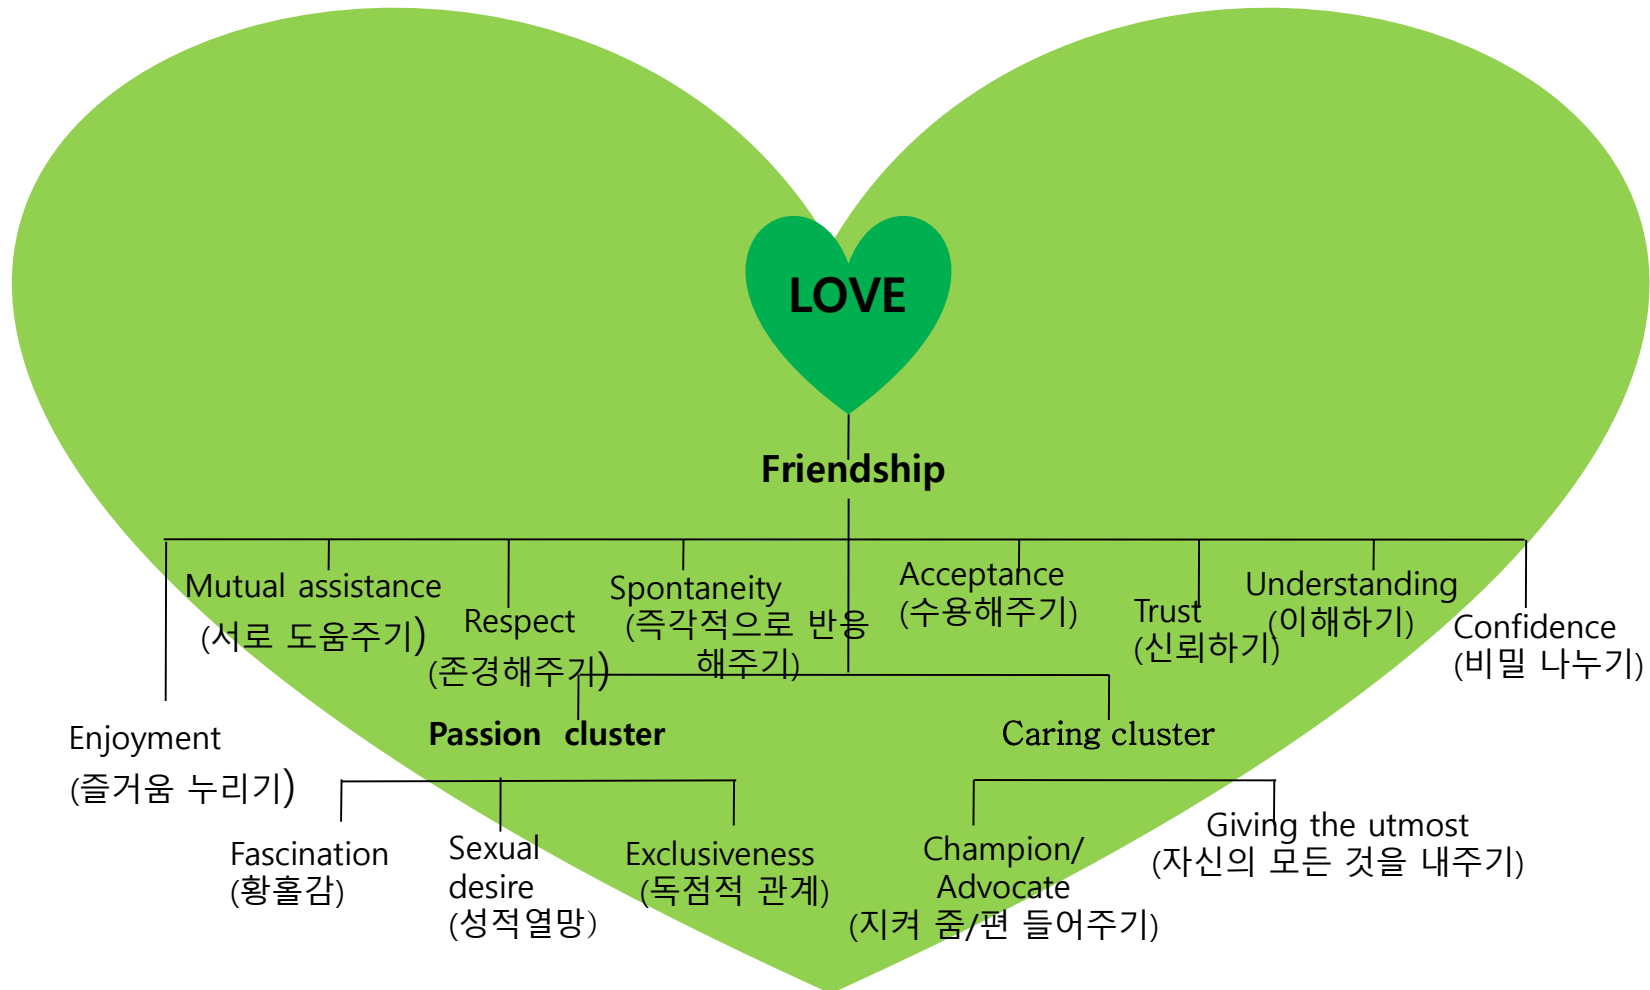 LOVE
Friendship
Enjoyment
(즐거움 누리기)
Mutual assistance
(서로 도움주기)
Respect
(존경해주기)
Spontaneity
(즉각적으로 반응
해주기)
Acceptance
(수용해주기)
Trust
(신뢰하기)
Understanding
(이해하기)
Confidence
(비밀 나누기)
Passion cluster
Caring cluster
Fascination
(황홀감)
Sexual
desire
(성적열망)
Exclusiveness
(독점적 관계)
Champion/
Advocate
(지켜 줌/편 들어주기)
Giving the utmost
(자신의 모든 것을 내주기)